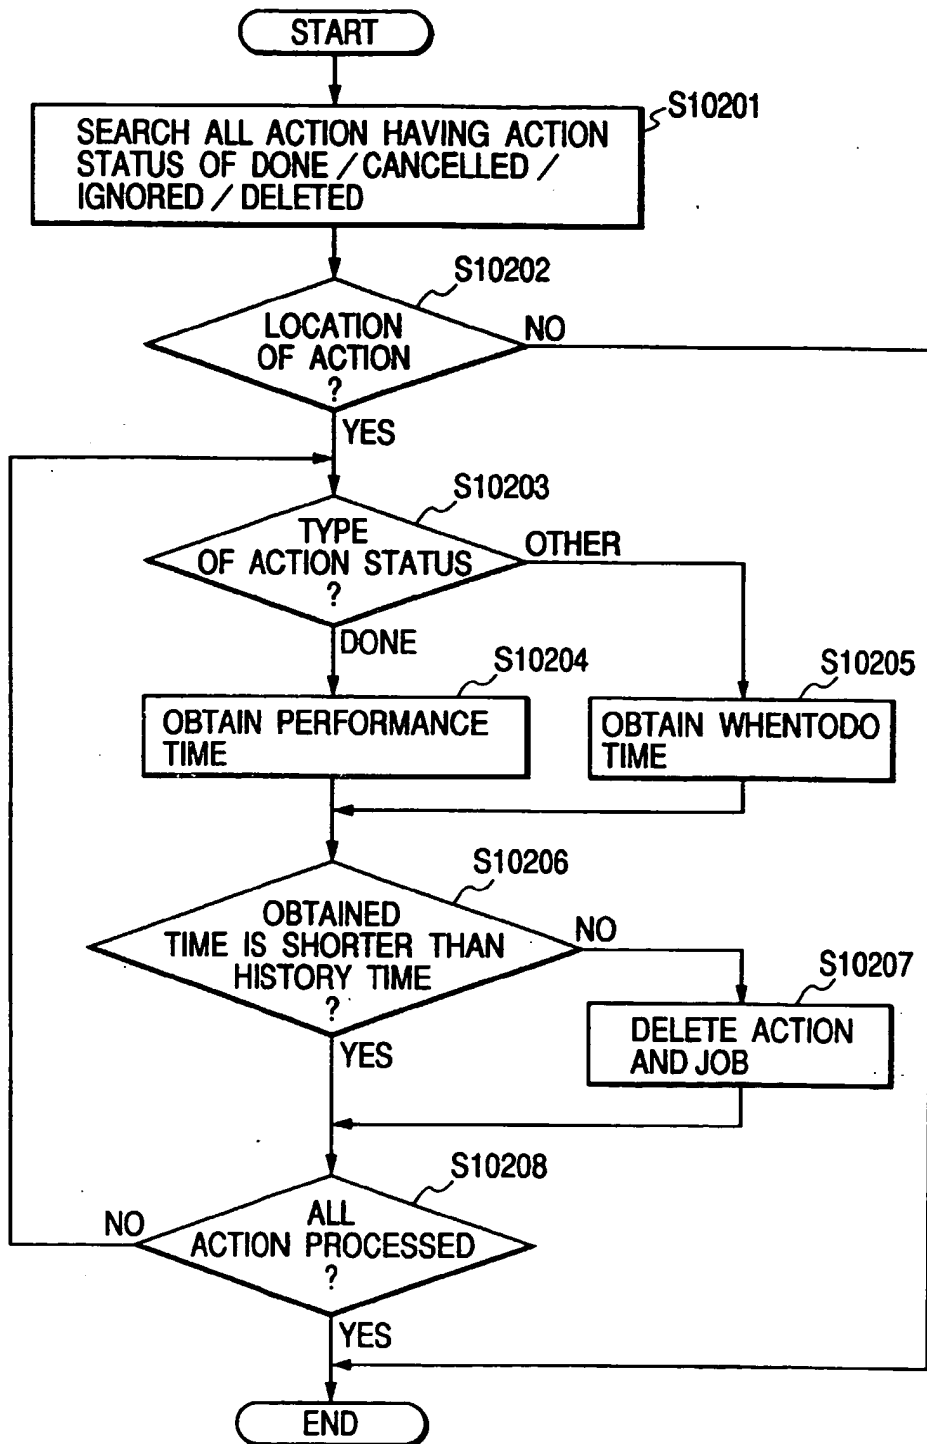 START
S10201
SEARCH ALL ACTION HAVING ACTION
STATUS OF DONE / CANCELLED /
IGNORED / DELETED
S10202
LOCATION
OF ACTION
?
NO
YES
S10203
TYPE
OF ACTION STATUS
?
OTHER
DONE
S10204
OBTAIN PERFORMANCE
TIME
S10205
OBTAIN WHENTODO
TIME
S10206
OBTAINED
TIME IS SHORTER THAN
HISTORY TIME
?
NO
YES
S10207
DELETE ACTION
AND JOB
S10208
ALL
ACTION PROCESSED
?
NO
YES
END